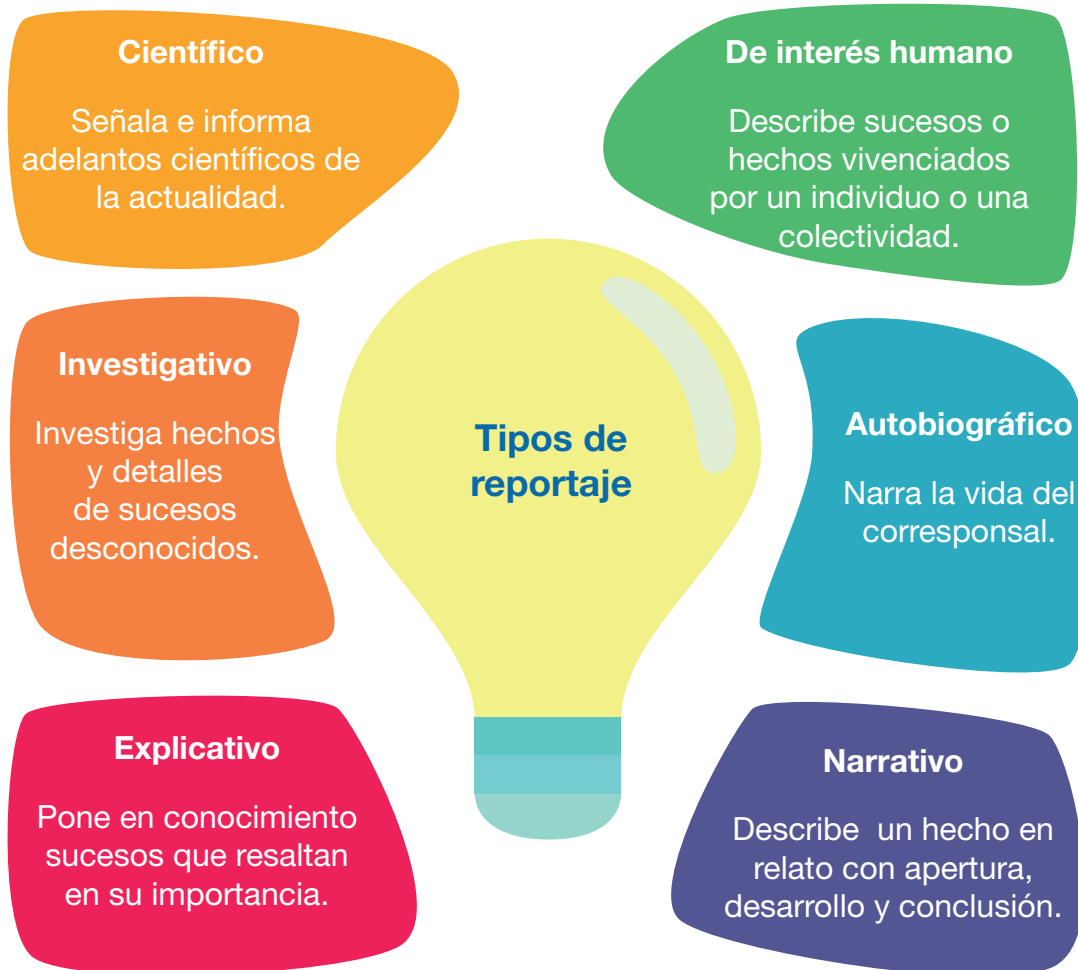 Científico
Señala e informa
adelantos científicos de
la actualidad.
De interés humano
Describe sucesos o
hechos vivenciados
por un individuo o una
colectividad.
Investigativo
Investiga hechos
y detalles
de sucesos
desconocidos.
Tipos de
reportaje
Autobiográfico
Narra la vida del
corresponsal.
Explicativo
Pone en conocimiento
sucesos que resaltan
en su importancia.
Narrativo
Describe  un hecho en
relato con apertura,
desarrollo y conclusión.